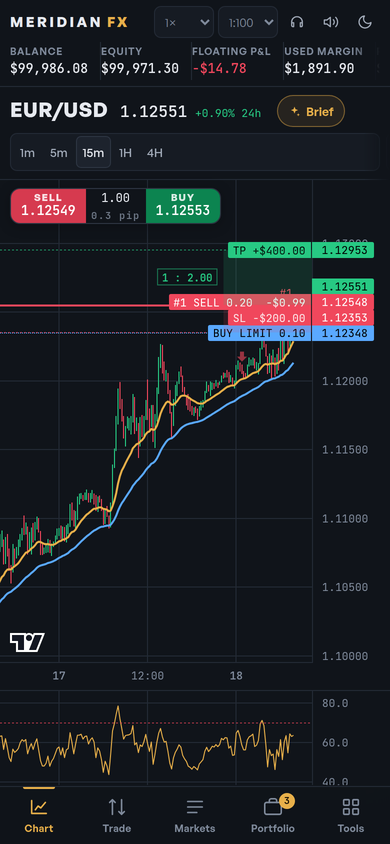 MERIDIAN FX
1×
1:100
BALANCE
$99,986.08
EQUITY
$99,971.30
FLOATING P&L
-$14.78
USED MARGIN
$1,891.90
EUR/USD
1.12551
+0.90% 24h
Brief
1m
5m
15m
1H
4H
SELL
1.12549
1.00
0.3 pip
BUY
1.12553
TP +$400.00
1.12953
1 : 2.00
1.12551
#1 SELL 0.20 -$0.99
1.12548
SL -$200.00
1.12353
BUY LIMIT 0.10
1.12348
1.12000
1.11500
1.11000
1.10500
1.10000
17
12:00
18
80.0
60.0
40.0
Chart
Trade
Markets
3
Portfolio
Tools